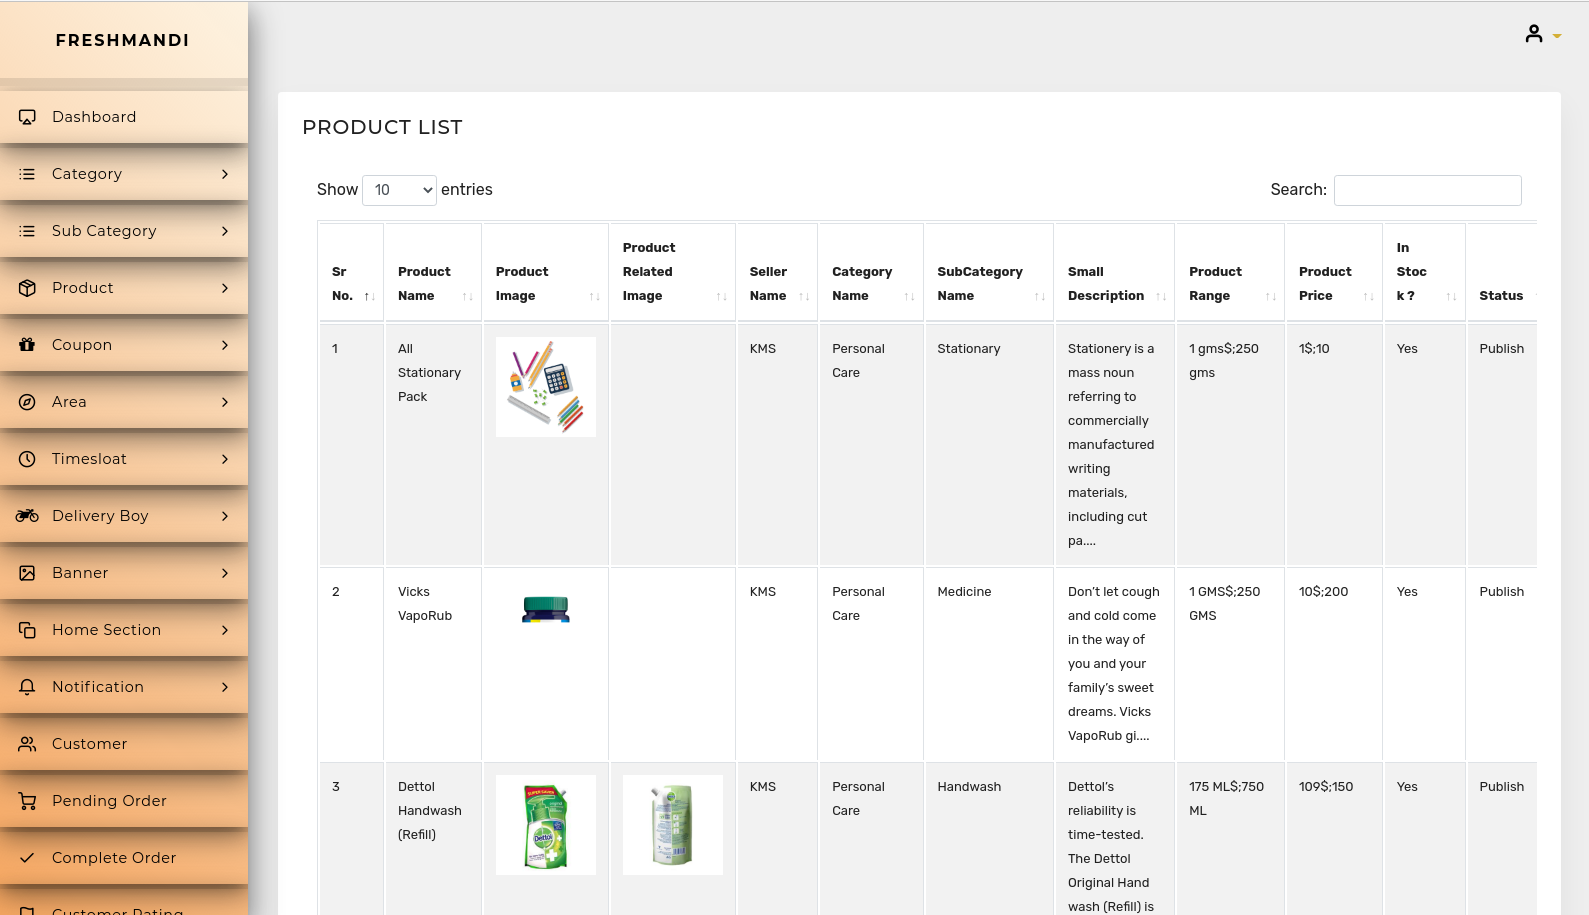 FRESHMANDI
Dashboard
Category
Sub Category
Product
Coupon
Area
Timesloat
Delivery Boy
Banner
Home Section
Notification
Customer
Pending Order
Complete Order
Customer Rating
PRODUCT LIST
Show 10 entries
Search:
Sr
No.
Product
Name
Product
Image
Product
Related
Image
Seller
Name
Category
Name
SubCategory
Name
Small
Description
Product
Range
Product
Price
In
Stoc
k ?
Status
1
All
Stationary
Pack
KMS
Personal
Care
Stationary
Stationery is a
mass noun
referring to
commercially
manufactured
writing
materials,
including cut
pa....
1 gms$;250
gms
1$;10
Yes
Publish
2
Vicks
VapoRub
KMS
Personal
Care
Medicine
Don't let cough
and cold come
in the way of
you and your
family's sweet
dreams. Vicks
VapoRub gi....
1 GMS$;250
GMS
10$;200
Yes
Publish
3
Dettol
Handwash
(Refill)
SUPER SAVER
Dettol
KMS
Personal
Care
Handwash
Dettol's
reliability is
time-tested.
The Dettol
Original Hand
wash (Refill) is
175 ML$;750
ML
109$;150
Yes
Publish